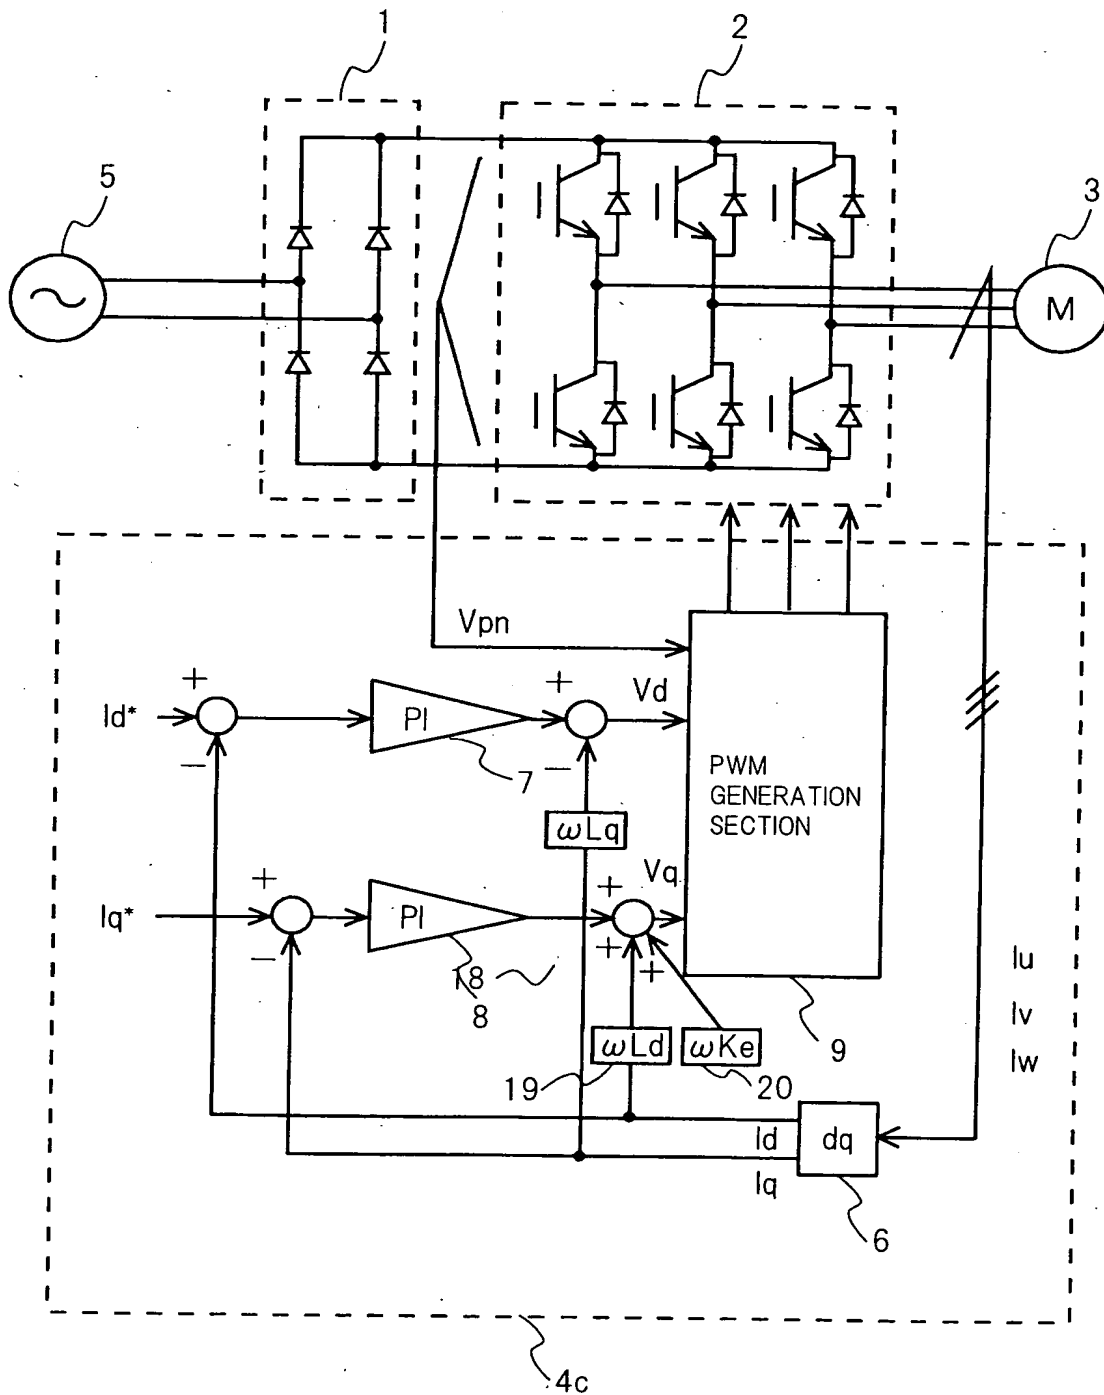 1
2
5
3
M
Vpn
+
+
Vd
Id*
PI
−
−
7
PWM
GENERATION
SECTION
ωLq
Vq
+
+
Iq*
PI
−
+
+
18
8
Iu
Iv
Iw
9
ωLd
ωKe
19
20
Id
dq
Iq
6
4c